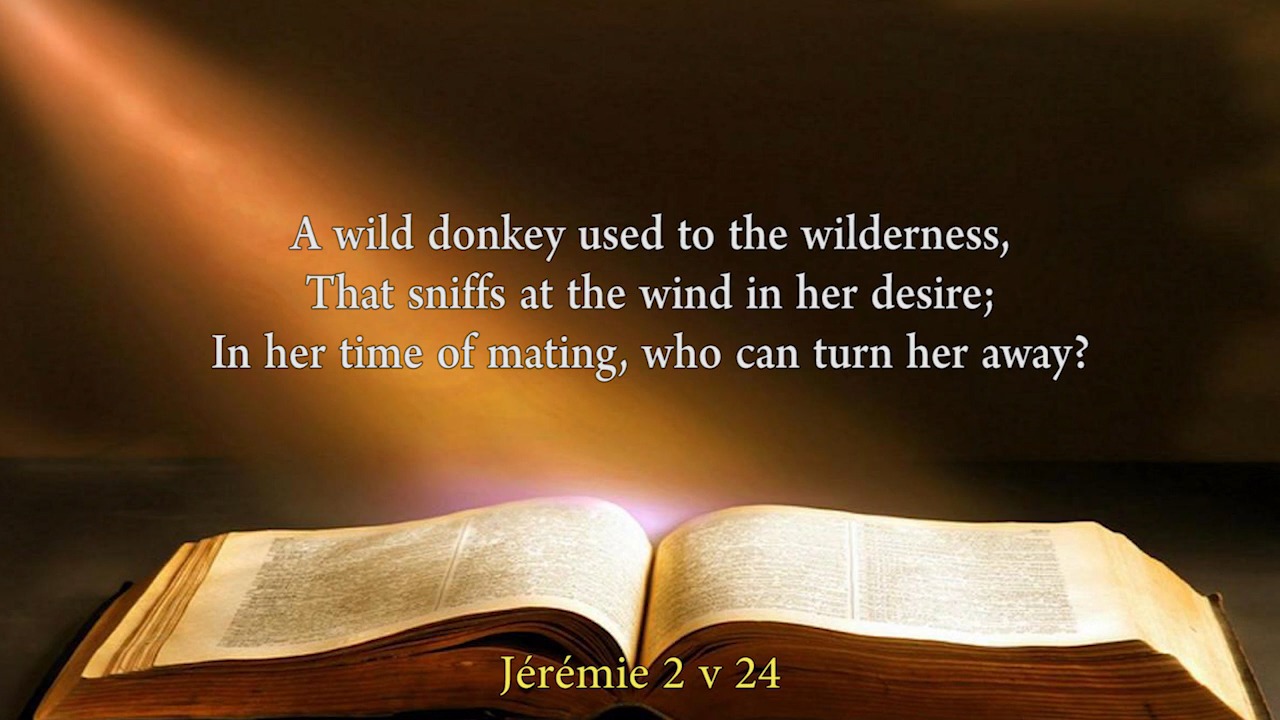 A wild donkey used to the wilderness,
That sniffs at the wind in her desire;
In her time of mating, who can turn her away?
Jérémie 2 v 24